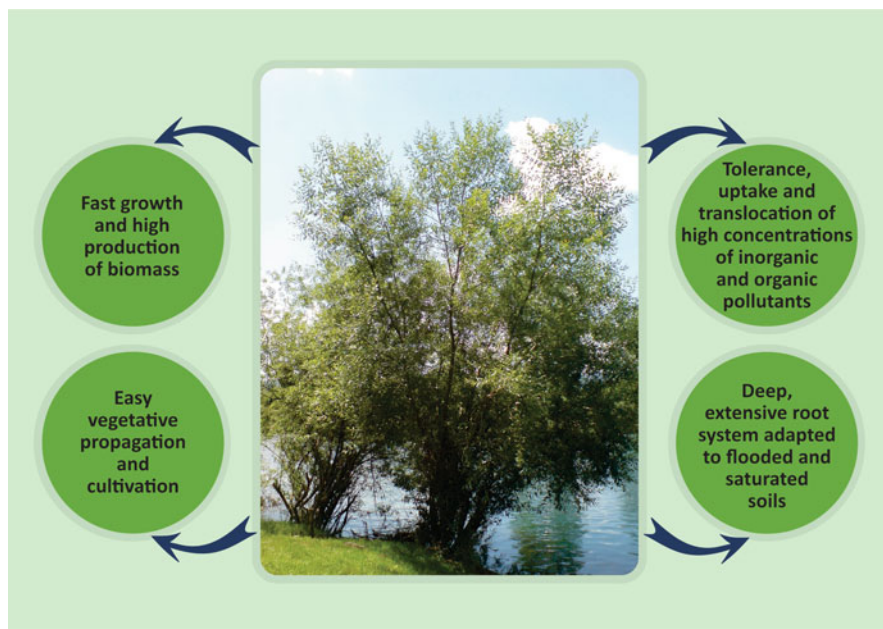 Fast growth
and high
production
of biomass
Tolerance,
uptake and
translocation of
high concentrations
of inorganic
and organic
pollutants
Easy
vegetative
propagation
and
cultivation
Deep,
extensive root
system adapted
to flooded and
saturated
soils